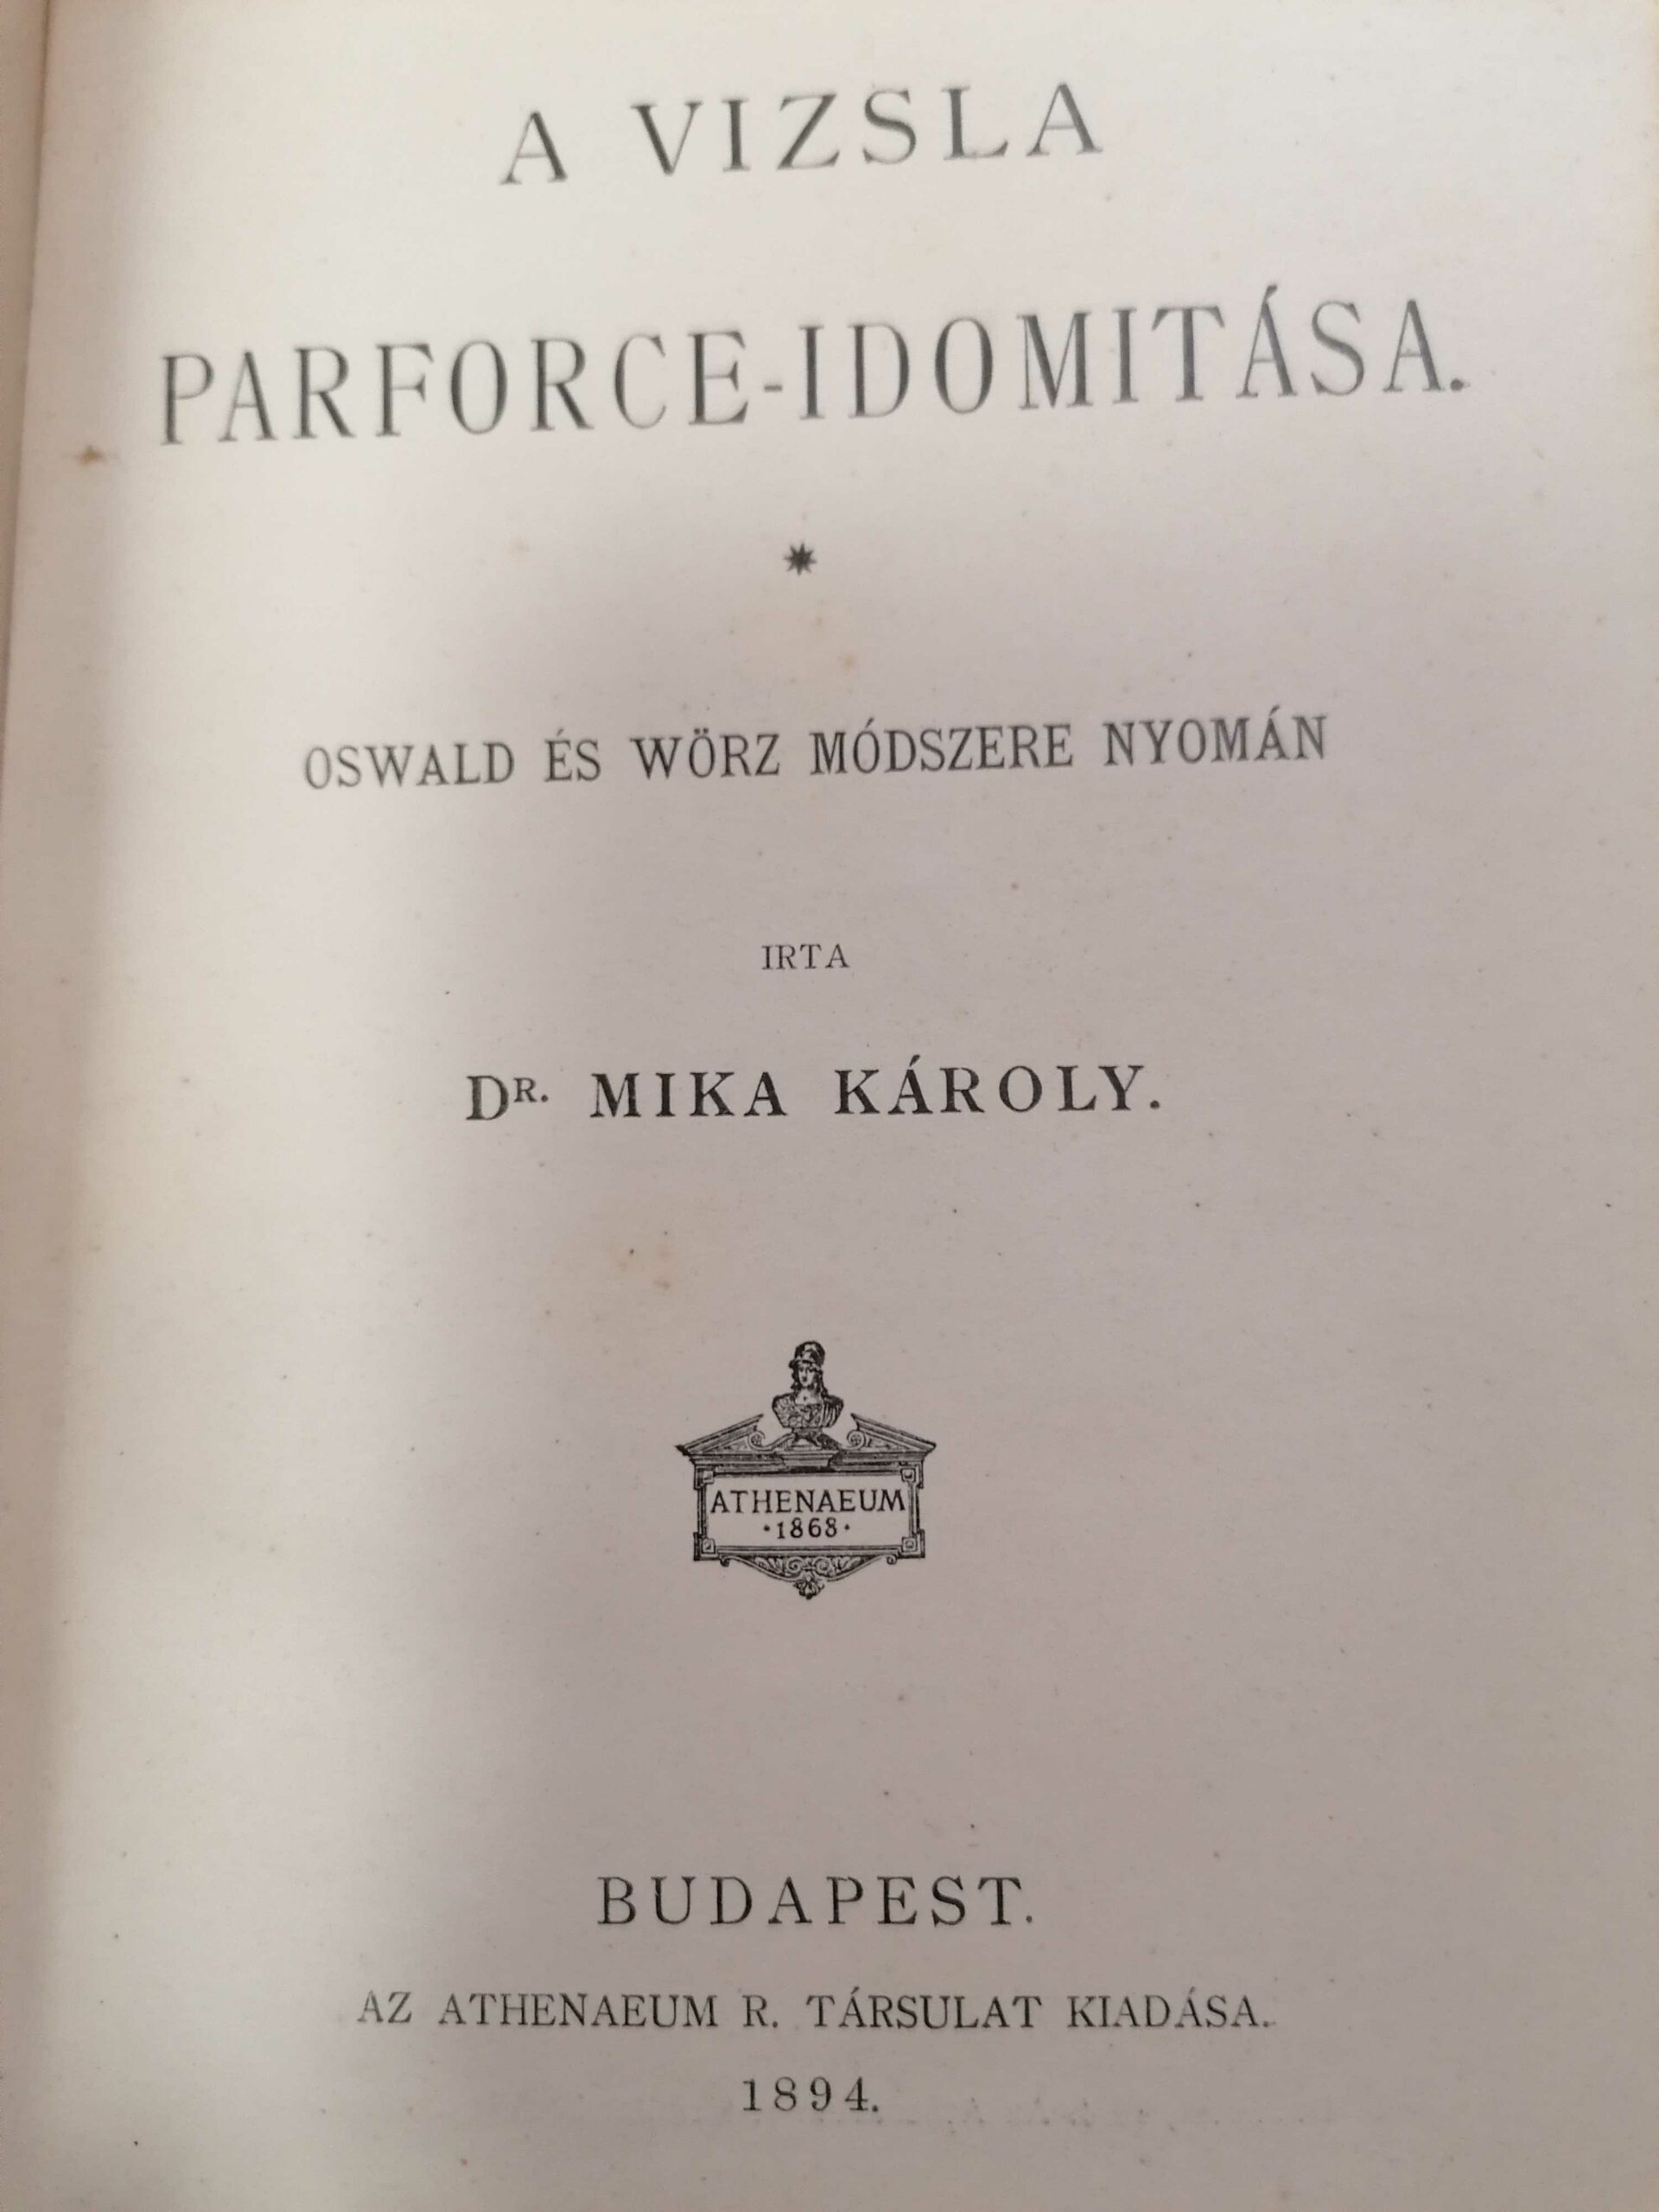 A VIZSLA
PARFORCE-IDOMITÁSA.
OSWALD ÉS WÖRZ MÓDSZERE NYOMÁN
IRTA
DR. MIKA KÁROLY.
ATHENAEUM
·1868·
BUDAPEST.
AZ ATHENAEUM R. TÁRSULAT KIADÁSA.
1894.